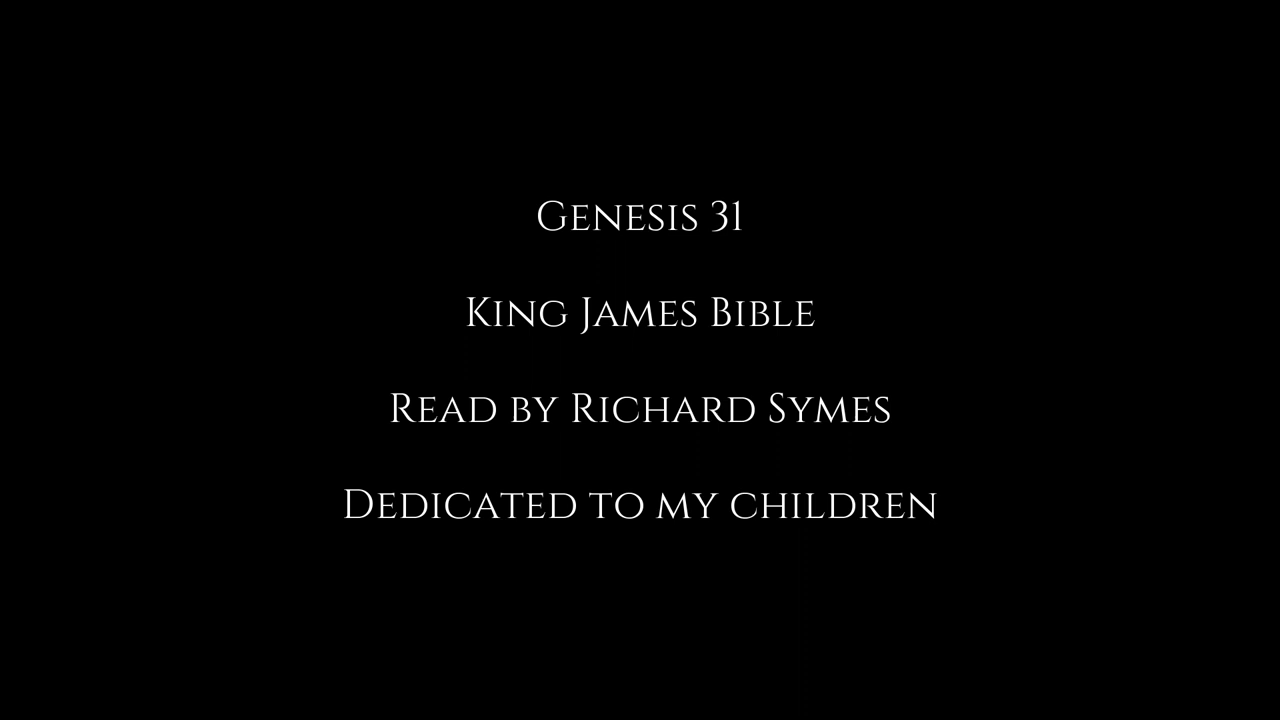 Genesis 31
King James Bible
Read by Richard Symes
Dedicated to my children